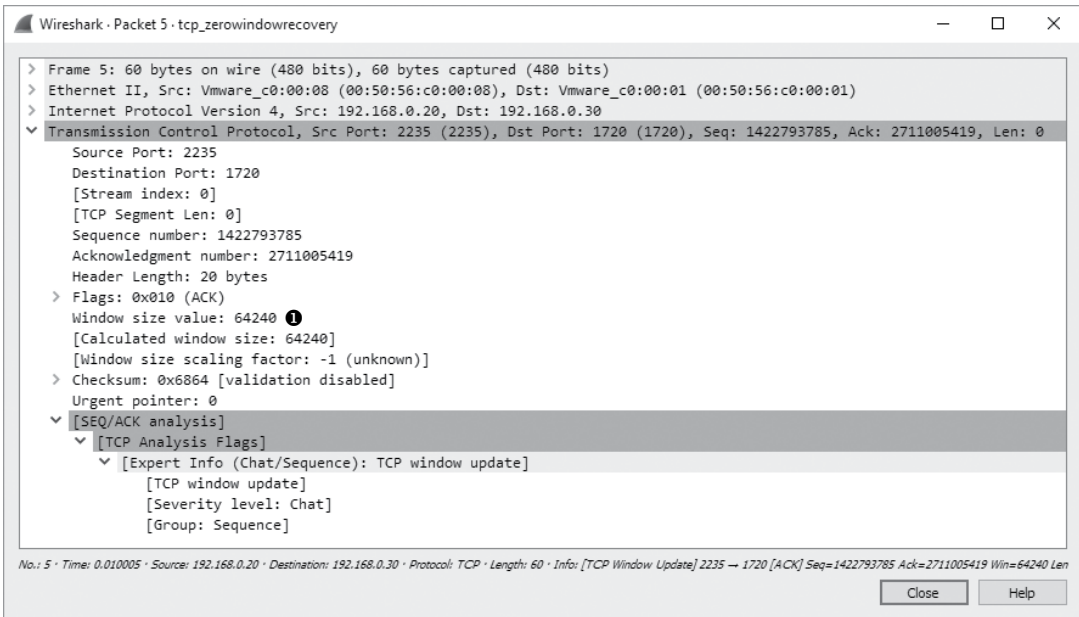 Wireshark · Packet 5 · tcp_zerowindowrecovery
> Frame 5: 60 bytes on wire (480 bits), 60 bytes captured (480 bits)
> Ethernet II, Src: Vmware_c0:00:08 (00:50:56:c0:00:08), Dst: Vmware_c0:00:01 (00:50:56:c0:00:01)
> Internet Protocol Version 4, Src: 192.168.0.20, Dst: 192.168.0.30
Transmission Control Protocol, Src Port: 2235 (2235), Dst Port: 1720 (1720), Seq: 1422793785, Ack: 2711005419, Len: 0
Source Port: 2235
Destination Port: 1720
[Stream index: 0]
[TCP Segment Len: 0]
Sequence number: 1422793785
Acknowledgment number: 2711005419
Header Length: 20 bytes
> Flags: 0x010 (ACK)
Window size value: 64240 ❶
[Calculated window size: 64240]
[Window size scaling factor: -1 (unknown)]
> Checksum: 0x6864 [validation disabled]
Urgent pointer: 0
[SEQ/ACK analysis]
[TCP Analysis Flags]
[Expert Info (Chat/Sequence): TCP window update]
[TCP window update]
[Severity level: Chat]
[Group: Sequence]
No.: 5 · Time: 0.010005 · Source: 192.168.0.20 · Destination: 192.168.0.30 · Protocol: TCP · Length: 60 · Info: [TCP Window Update] 2235 → 1720 [ACK] Seq=1422793785 Ack=2711005419 Win=64240 Len
Close
Help